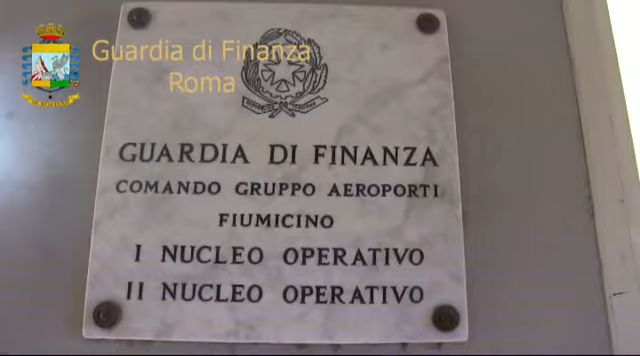 Guardia di Finanza
Roma
GUARDIA DI FINANZA
COMANDO GRUPPO AEROPORTI
FIUMICINO
I NUCLEO OPERATIVO
II NUCLEO OPERATIVO